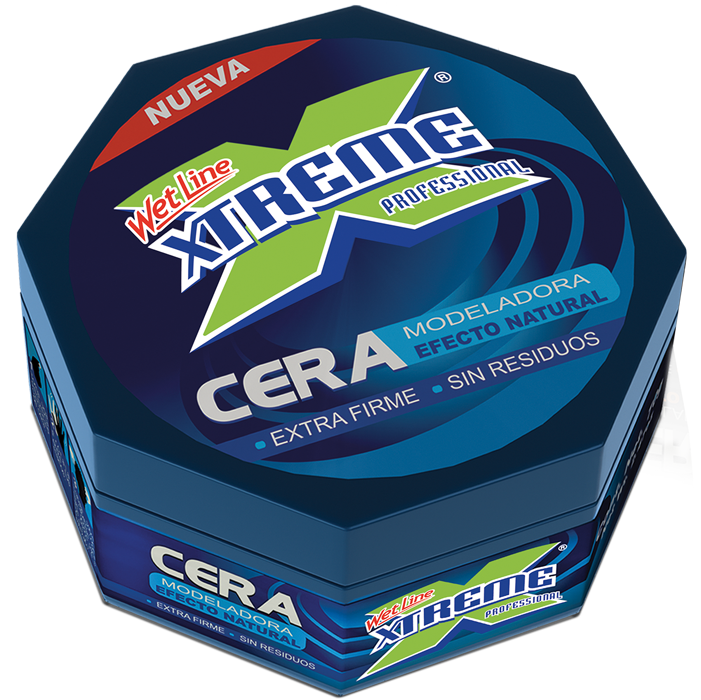 NUEVA
Wet Line
XTREME®
PROFESSIONAL
CERA
MODELADORA
EFECTO NATURAL
• EXTRA FIRME • SIN RESIDUOS
CERA
MODELADORA
EFECTO NATURAL
• EXTRA FIRME • SIN RESIDUOS
Wet Line
XTREME®
PROFESSIONAL